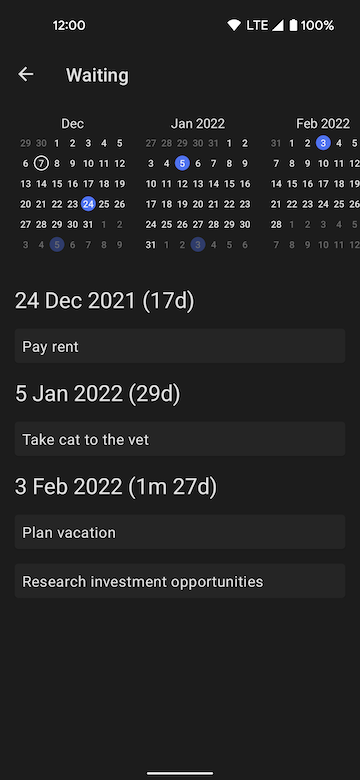 12:00 LTE 100%
Waiting
Dec Jan 2022 Feb 2022
29 30 1 2 3 4 5 27 28 29 30 31 1 2 31 1 2 3 4 5
6 7 8 9 10 11 12 3 4 5 6 7 8 9 7 8 9 10 11 12
13 14 15 16 17 18 19 10 11 12 13 14 15 16 14 15 16 17 18 19
20 21 22 23 24 25 26 17 18 19 20 21 22 23 21 22 23 24 25 26
27 28 29 30 31 1 2 24 25 26 27 28 29 30 28 1 2 3 4 5
3 4 5 6 7 8 9 31 1 2 3 4 5 6 7 8 9 10 11 12
24 Dec 2021 (17d)
Pay rent
5 Jan 2022 (29d)
Take cat to the vet
3 Feb 2022 (1m 27d)
Plan vacation
Research investment opportunities